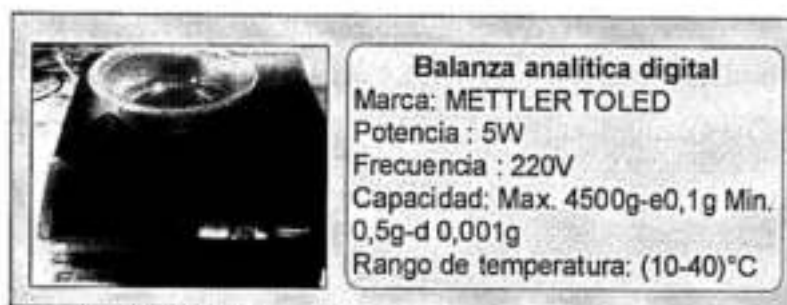 Balanza analítica digital
Marca: METTLER TOLED
Potencia : 5W
Frecuencia : 220V
Capacidad: Max. 4500g-e0,1g Min.
0,5g-d 0,001g
Rango de temperatura: (10-40)°C